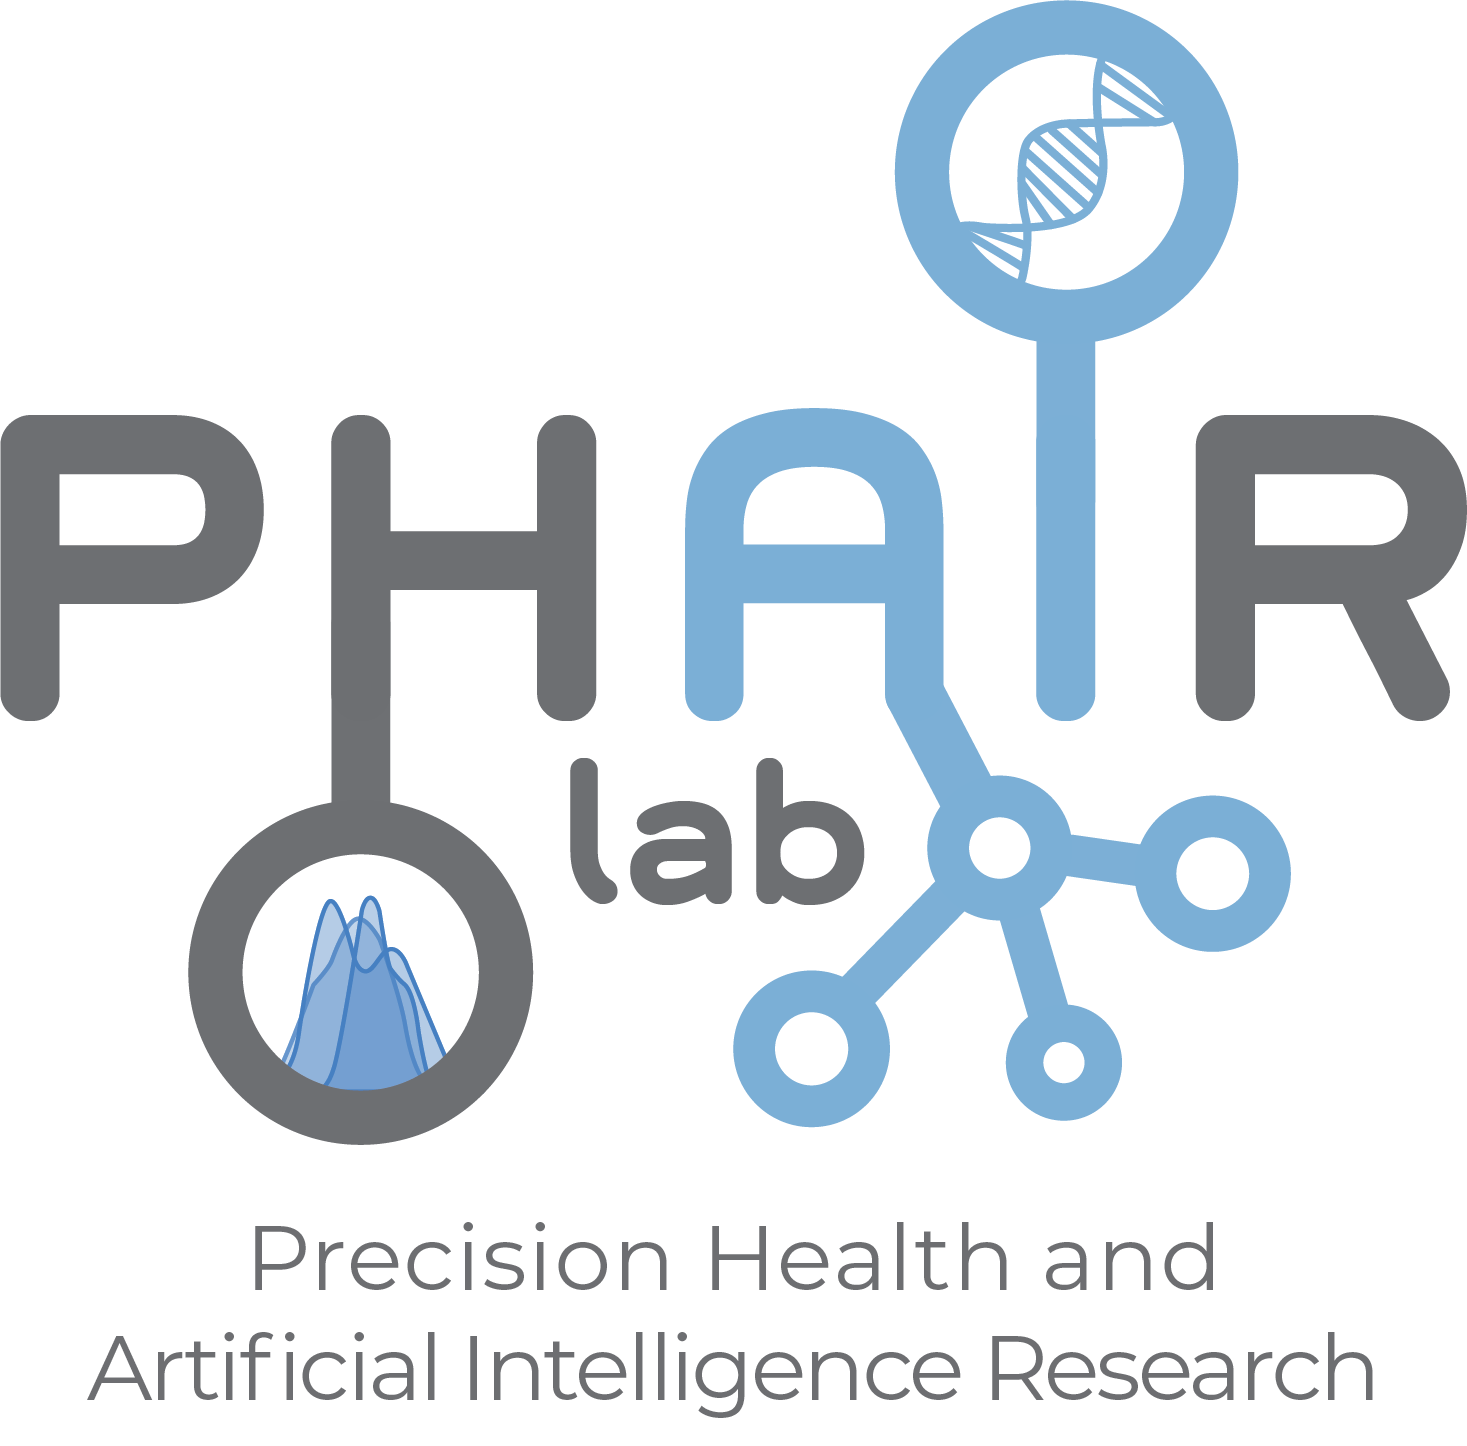 PHAIR
lab
Precision Health and
Artificial Intelligence Research